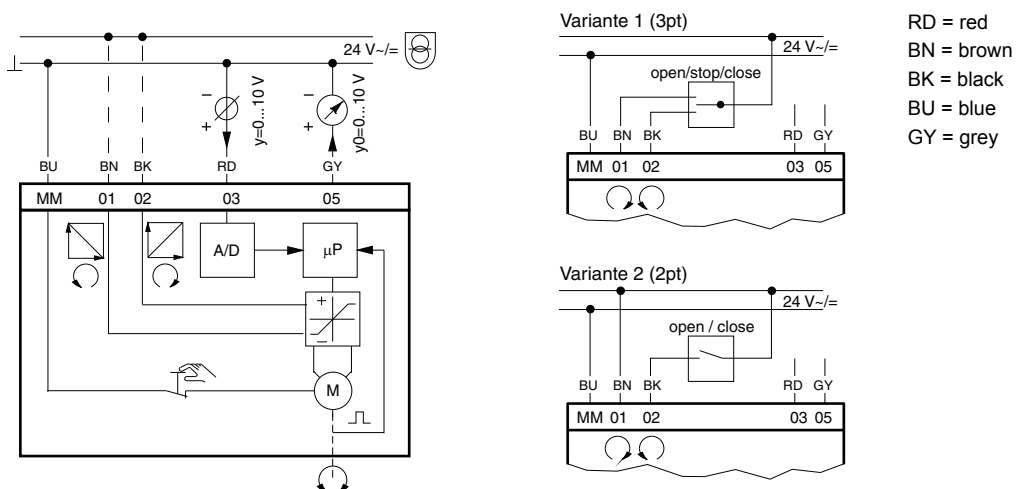 24 V~/=
⊥
y=0...10 V
y0=0...10 V
−
+
−
+
BU BN BK RD GY
MM 01 02 03 05
A/D
µP
+
−
M
Variante 1 (3pt)
24 V~/=
open/stop/close
BU BN BK RD GY
MM 01 02 03 05
Variante 2 (2pt)
24 V~/=
open / close
BU BN BK RD GY
MM 01 02 03 05
RD = red
BN = brown
BK = black
BU = blue
GY = grey